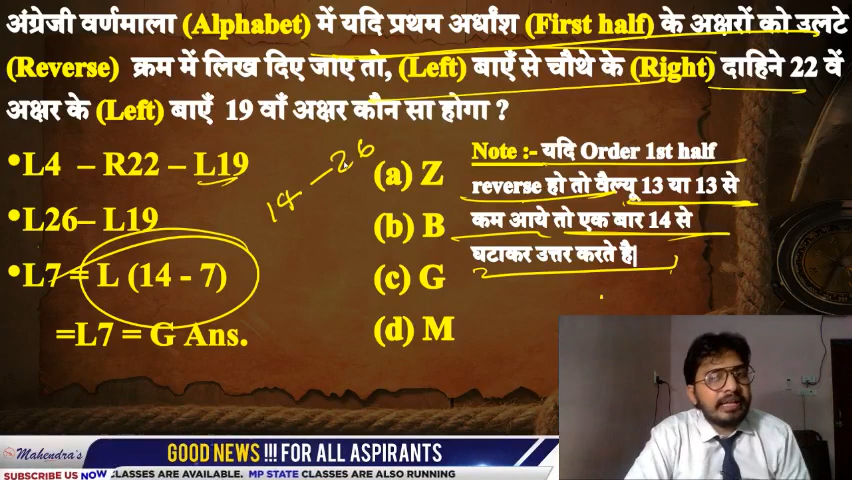 अंग्रेजी वर्णमाला (Alphabet) में यदि प्रथम अर्धांश (First half) के अक्षरों को उलटे
(Reverse) क्रम में लिख दिए जाए तो, (Left) बाएँ से चौथे के (Right) दाहिने 22 वें
अक्षर के (Left) बाएँ 19 वाँ अक्षर कौन सा होगा ?
•L4 – R22 – L19
14 – 26
(a) Z
Note :- यदि Order 1st half
reverse हो तो वैल्यू 13 या 13 से
कम आये तो एक बार 14 से
घटाकर उत्तर करते है|
•L26– L19
(b) B
•L7 = L (14 - 7)
(c) G
=L7 = G Ans.
(d) M
Mahendra's
GOOD NEWS !!! FOR ALL ASPIRANTS
SUBSCRIBE US NOW
CLASSES ARE AVAILABLE. MP STATE CLASSES ARE ALSO RUNNING